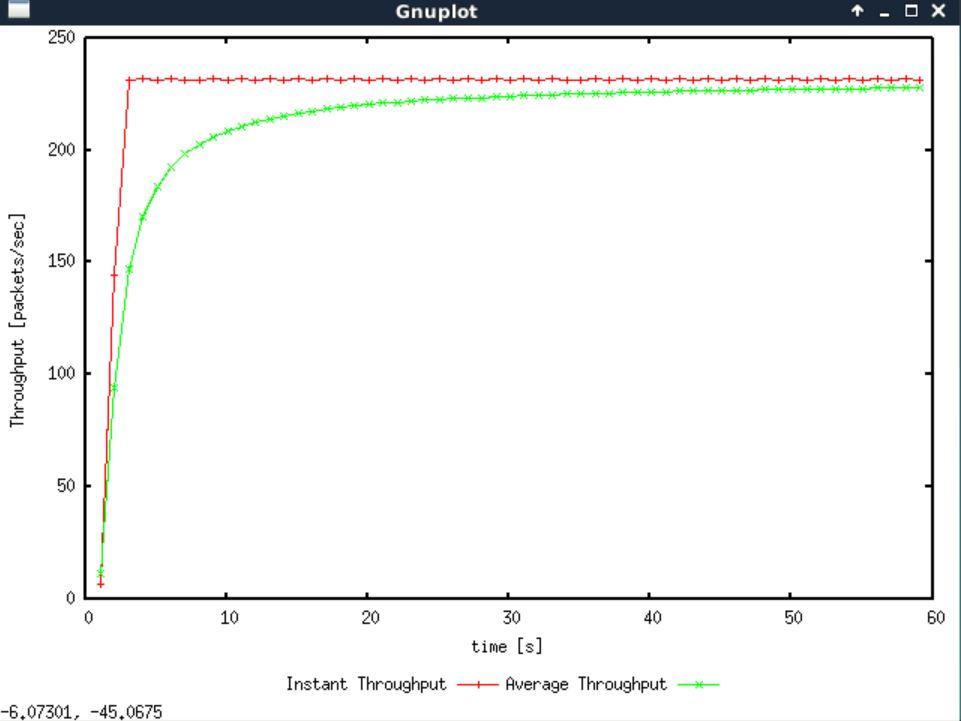 Gnuplot
250
200
150
100
50
0
Throughput [packets/sec]
0 10 20 30 40 50 60
time [s]
Instant Throughput Average Throughput
-6.07301, -45.0675